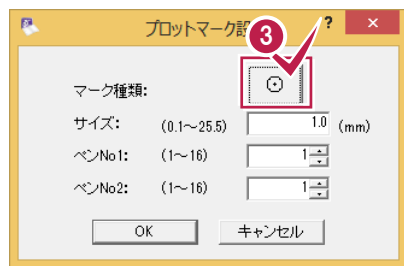 プロットマーク設
3
?
×
マーク種類:
サイズ: (0.1~25.5) 1.0 (mm)
ペンNo1: (1~16) 1
ペンNo2: (1~16) 1
OK キャンセル